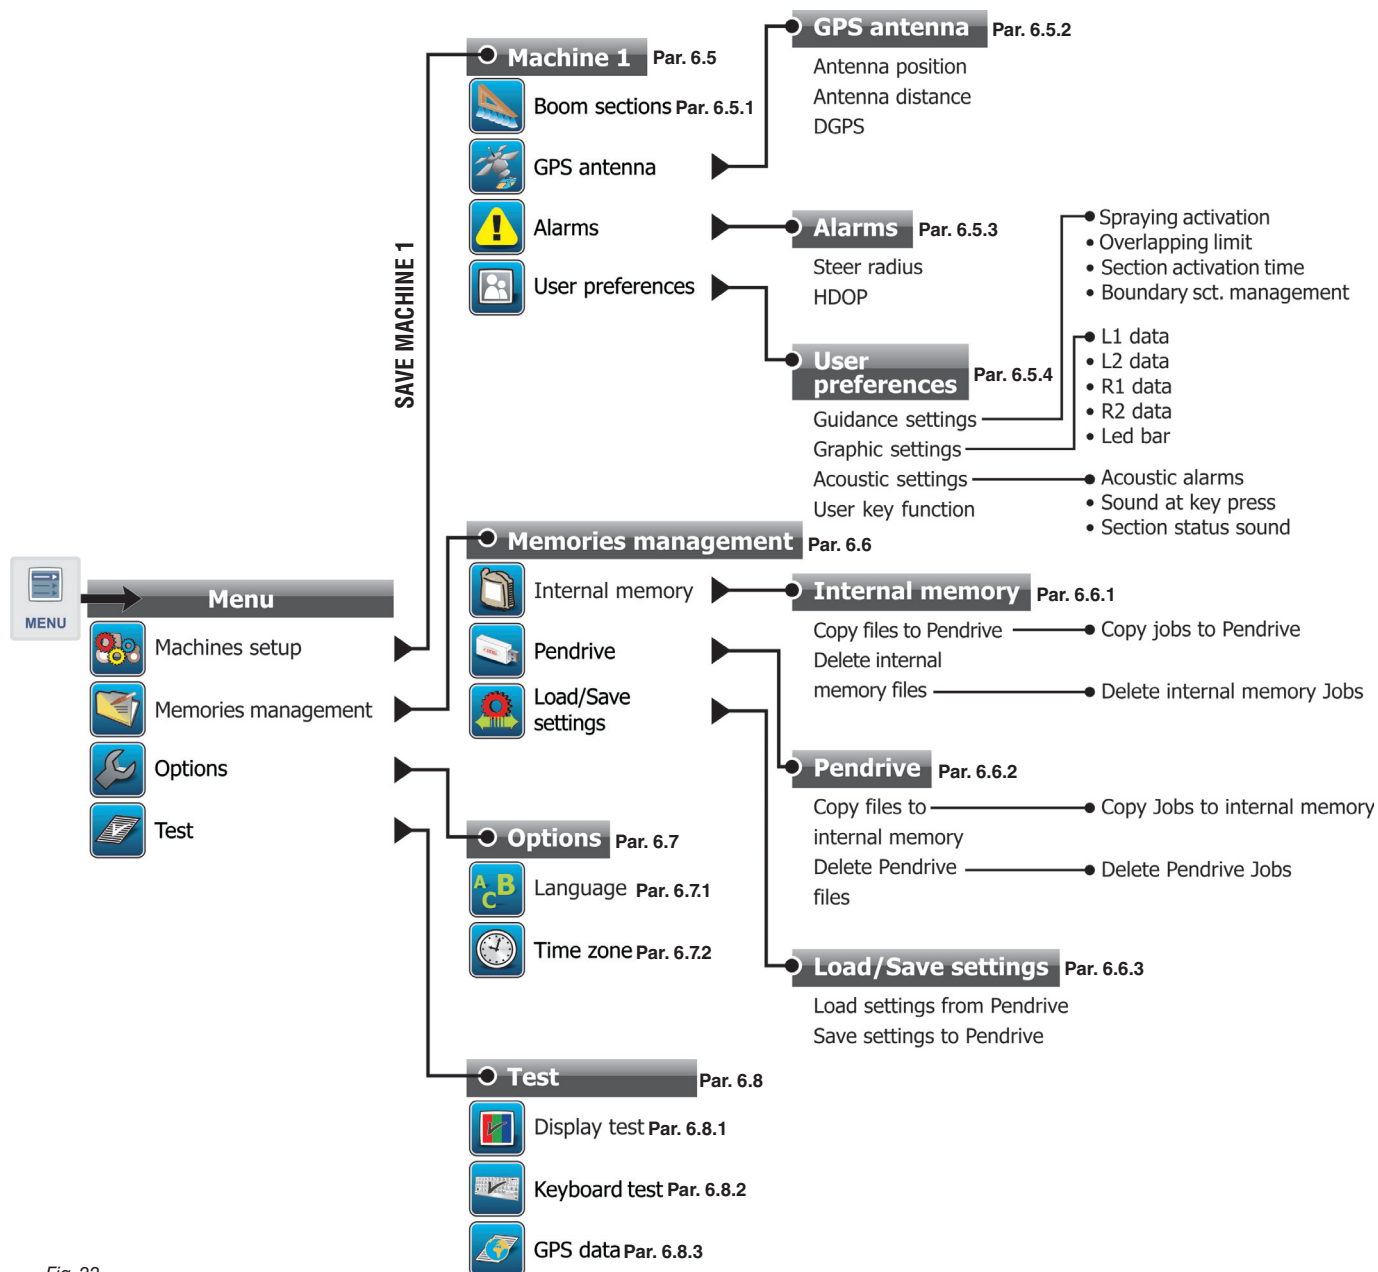 MENU
Menu
Machines setup
Memories management
Options
Test
SAVE MACHINE 1
Machine 1 Par. 6.5
Boom sections Par. 6.5.1
GPS antenna
Alarms
User preferences
GPS antenna Par. 6.5.2
Antenna position
Antenna distance
DGPS
Alarms Par. 6.5.3
Steer radius
HDOP
User
preferences Par. 6.5.4
Guidance settings
Graphic settings
Acoustic settings
User key function
Spraying activation
• Overlapping limit
• Section activation time
• Boundary sct. management
L1 data
• L2 data
• R1 data
• R2 data
• Led bar
Acoustic alarms
• Sound at key press
• Section status sound
Memories management Par. 6.6
Internal memory
Pendrive
Load/Save
settings
Internal memory Par. 6.6.1
Copy files to Pendrive
Delete internal
memory files
Copy jobs to Pendrive
Delete internal memory Jobs
Pendrive Par. 6.6.2
Copy files to
internal memory
Delete Pendrive
files
Copy Jobs to internal memory
Delete Pendrive Jobs
Load/Save settings Par. 6.6.3
Load settings from Pendrive
Save settings to Pendrive
Options Par. 6.7
A B C
Language Par. 6.7.1
Time zone Par. 6.7.2
Test Par. 6.8
Display test Par. 6.8.1
Keyboard test Par. 6.8.2
GPS data Par. 6.8.3